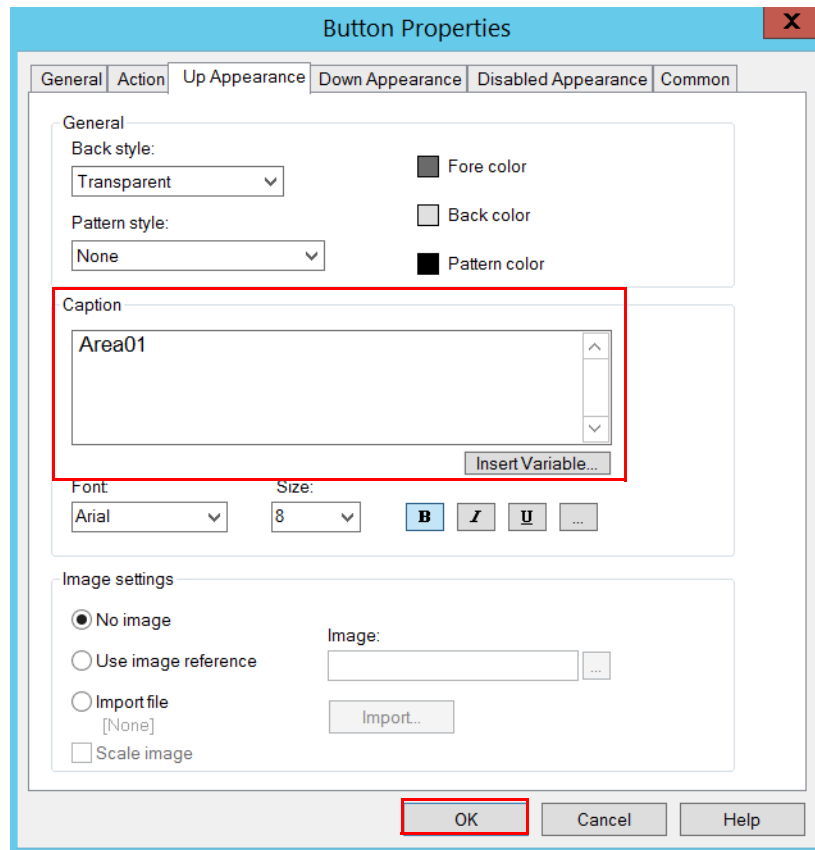 Button Properties
X
General Action Up Appearance Down Appearance Disabled Appearance Common
General
Back style:
Transparent
Fore color
Pattern style:
Back color
None
Pattern color
Caption
Area01
Insert Variable...
Font: Size:
Arial 8 B I U ...
Image settings
No image
Image:
Use image reference
...
Import file
[None]
Import...
Scale image
OK Cancel Help